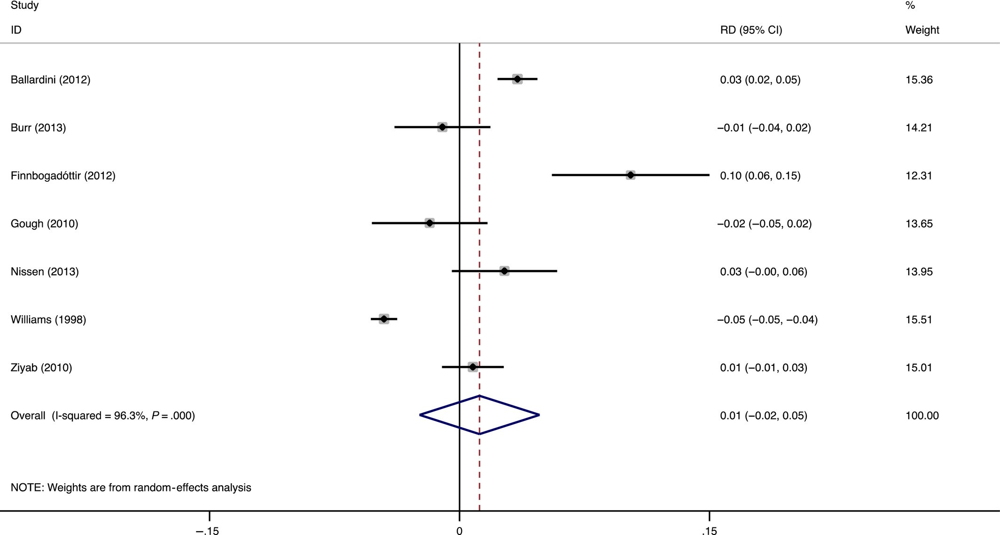 Study %
ID RD (95% CI) Weight
Ballardini (2012) 0.03 (0.02, 0.05) 15.36
Burr (2013) −0.01 (−0.04, 0.02) 14.21
Finnbogadóttir (2012) 0.10 (0.06, 0.15) 12.31
Gough (2010) −0.02 (−0.05, 0.02) 13.65
Nissen (2013) 0.03 (−0.00, 0.06) 13.95
Williams (1998) −0.05 (−0.05, −0.04) 15.51
Ziyab (2010) 0.01 (−0.01, 0.03) 15.01
Overall (I-squared = 96.3%, P = .000) 0.01 (−0.02, 0.05) 100.00
NOTE: Weights are from random-effects analysis
−.15 0 .15